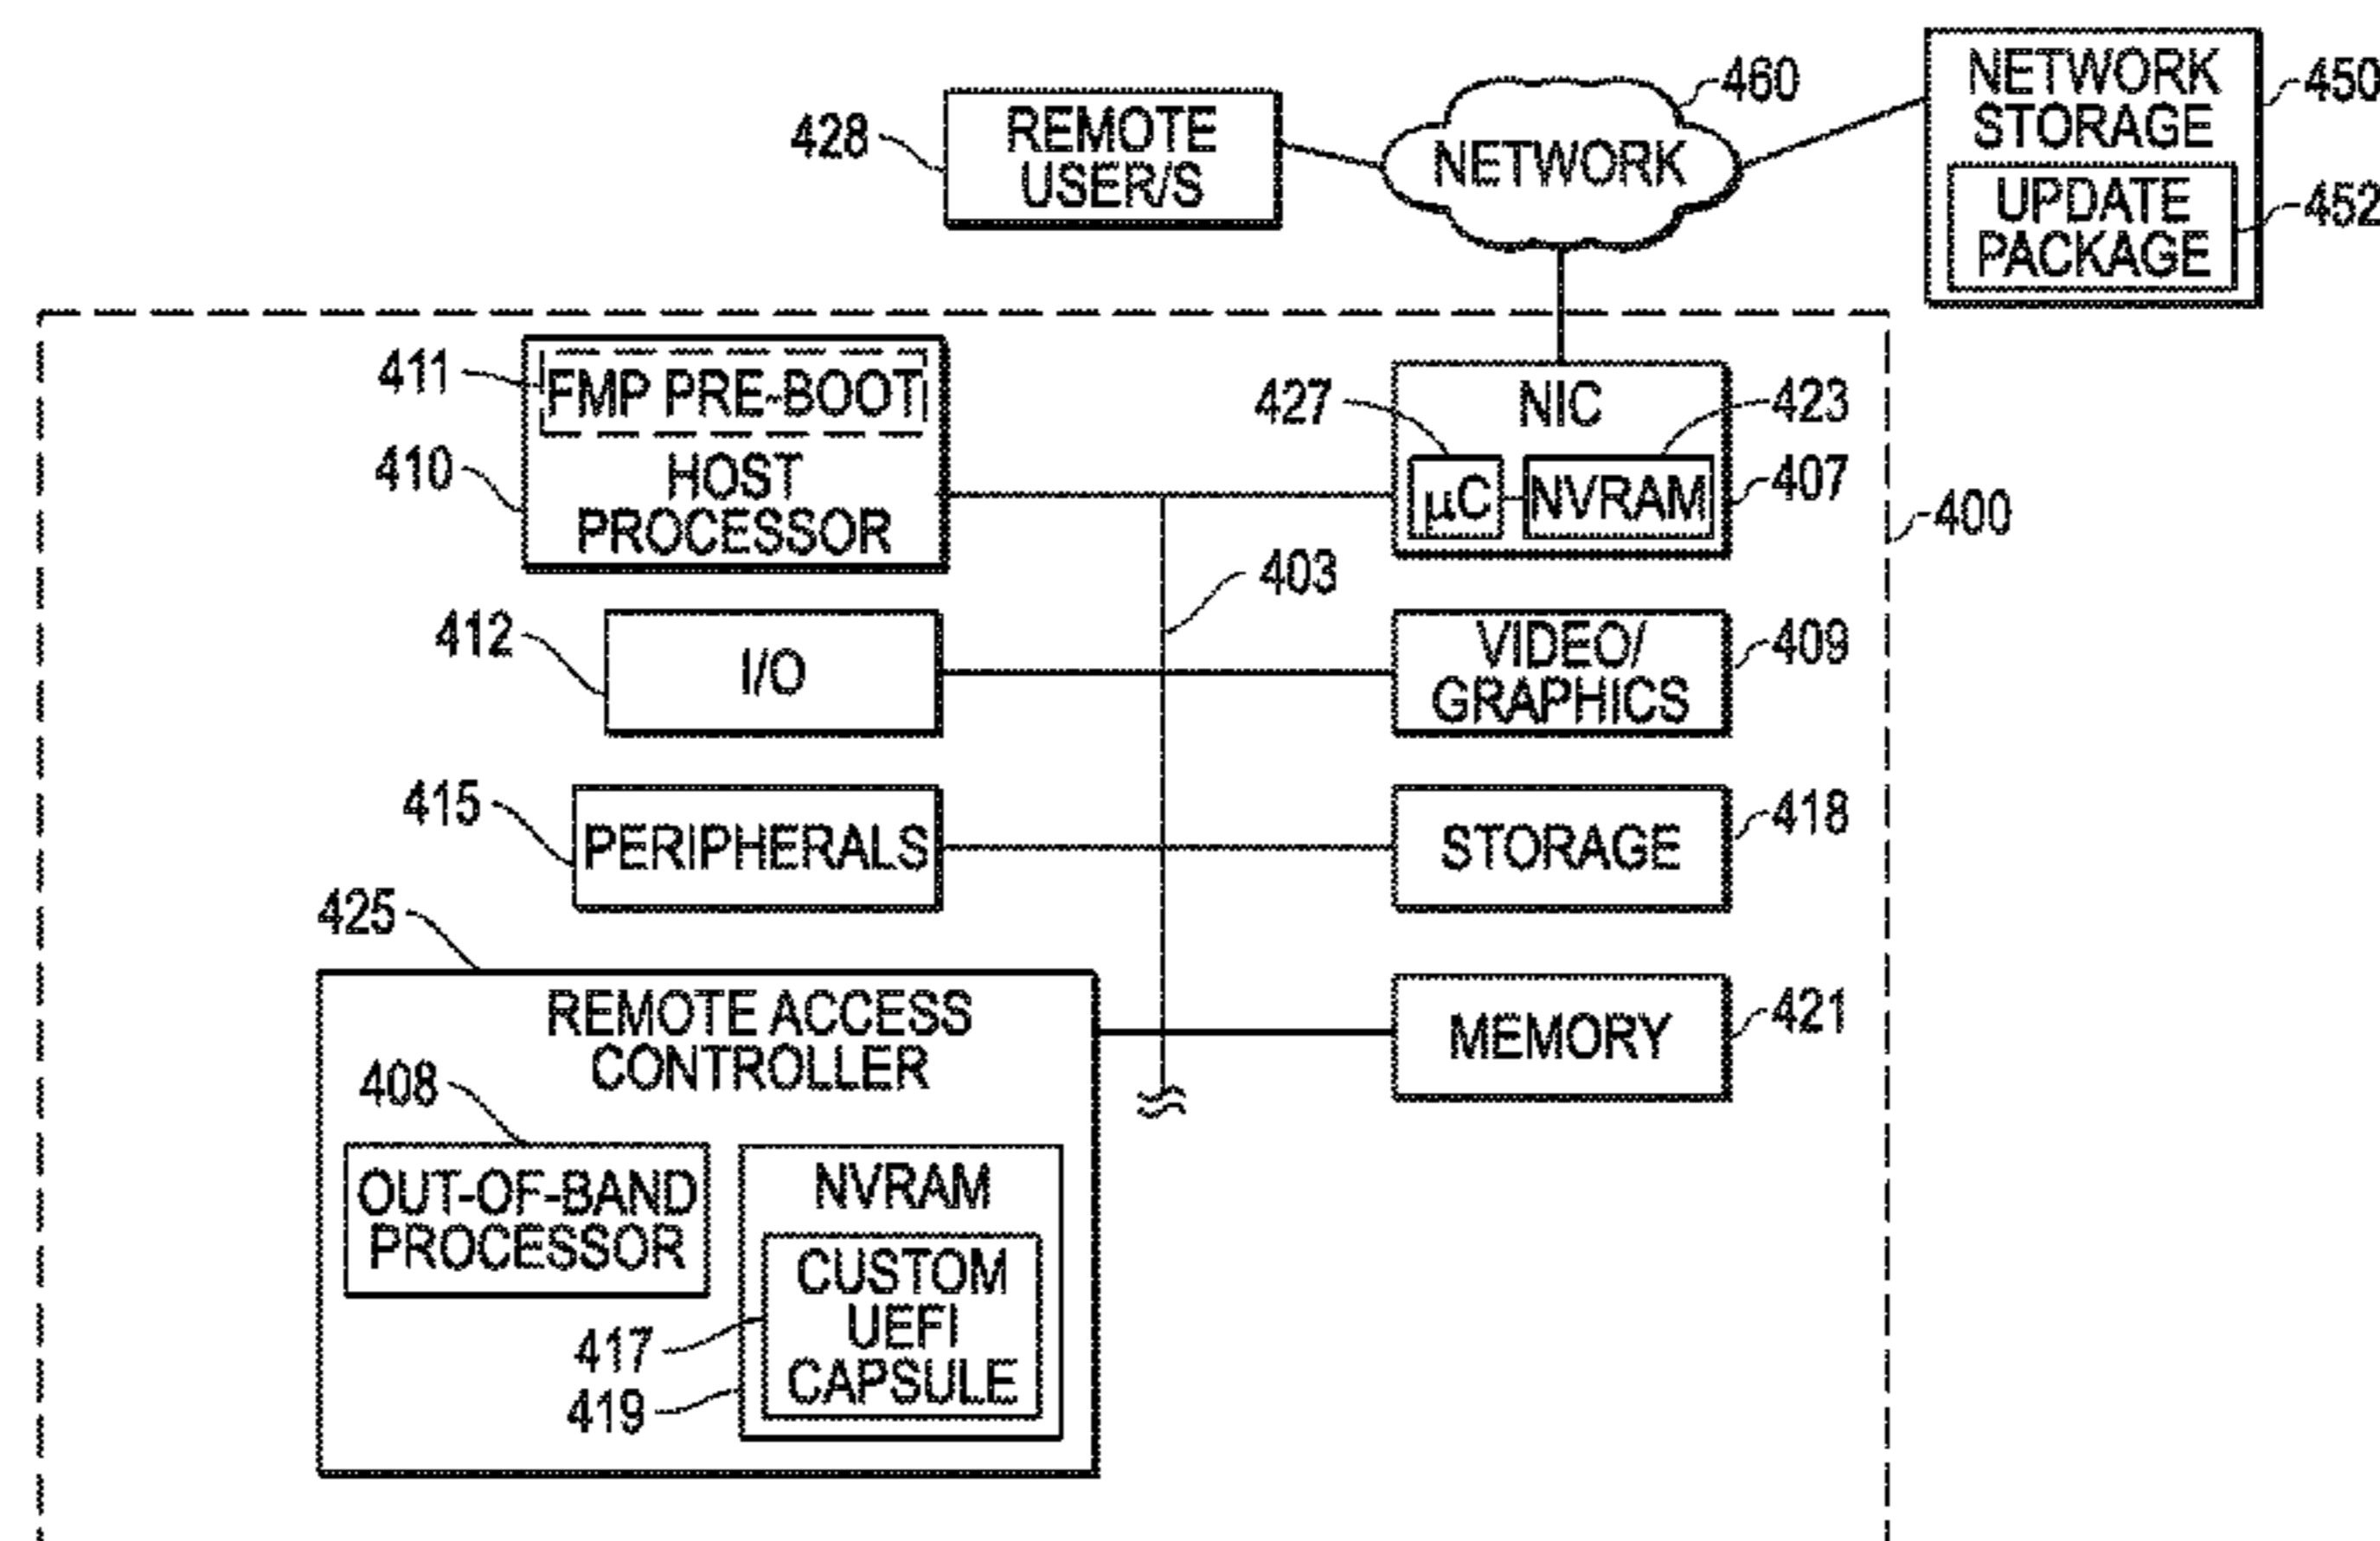 428
REMOTE
USER/S
460
NETWORK
NETWORK
STORAGE
450
UPDATE
PACKAGE
452
411
FMP PRE-BOOT
410
HOST
PROCESSOR
427
NIC
423
µC
NVRAM
407
400
403
412
I/O
VIDEO/
GRAPHICS
409
415
PERIPHERALS
STORAGE
418
425
REMOTE ACCESS
CONTROLLER
MEMORY
421
408
OUT-OF-BAND
PROCESSOR
NVRAM
CUSTOM
UEFI
CAPSULE
417
419